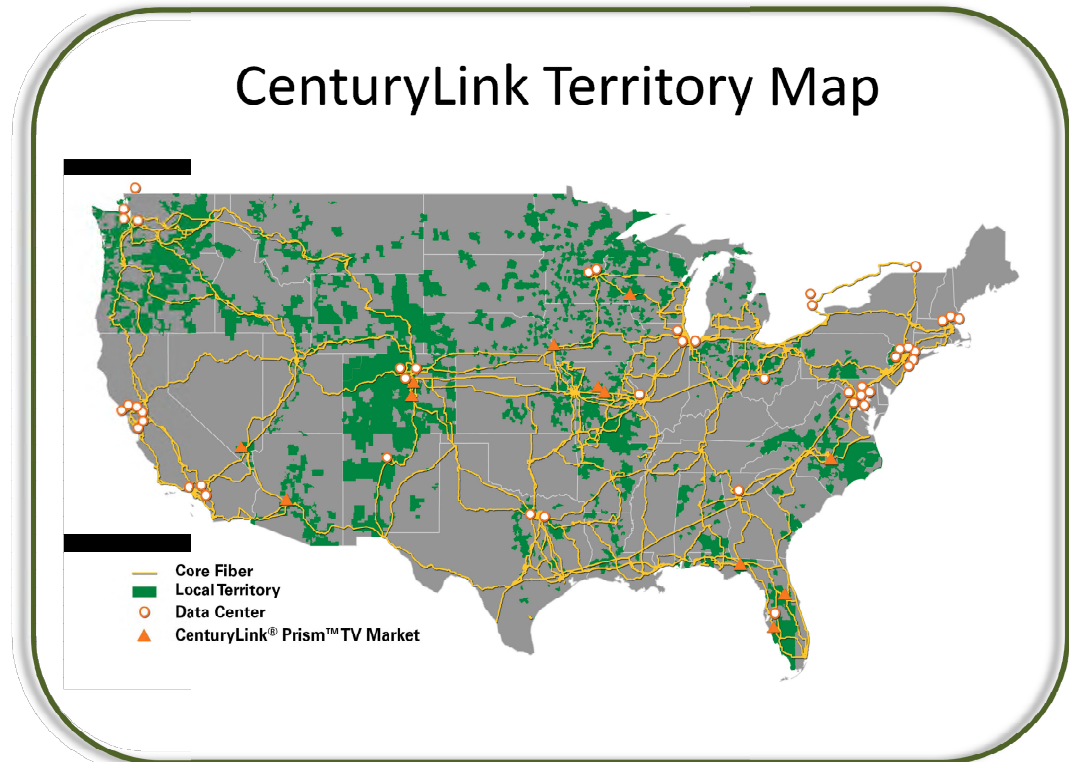 CenturyLink Territory Map
Core Fiber
Local Territory
Data Center
CenturyLink® Prism™ TV Market